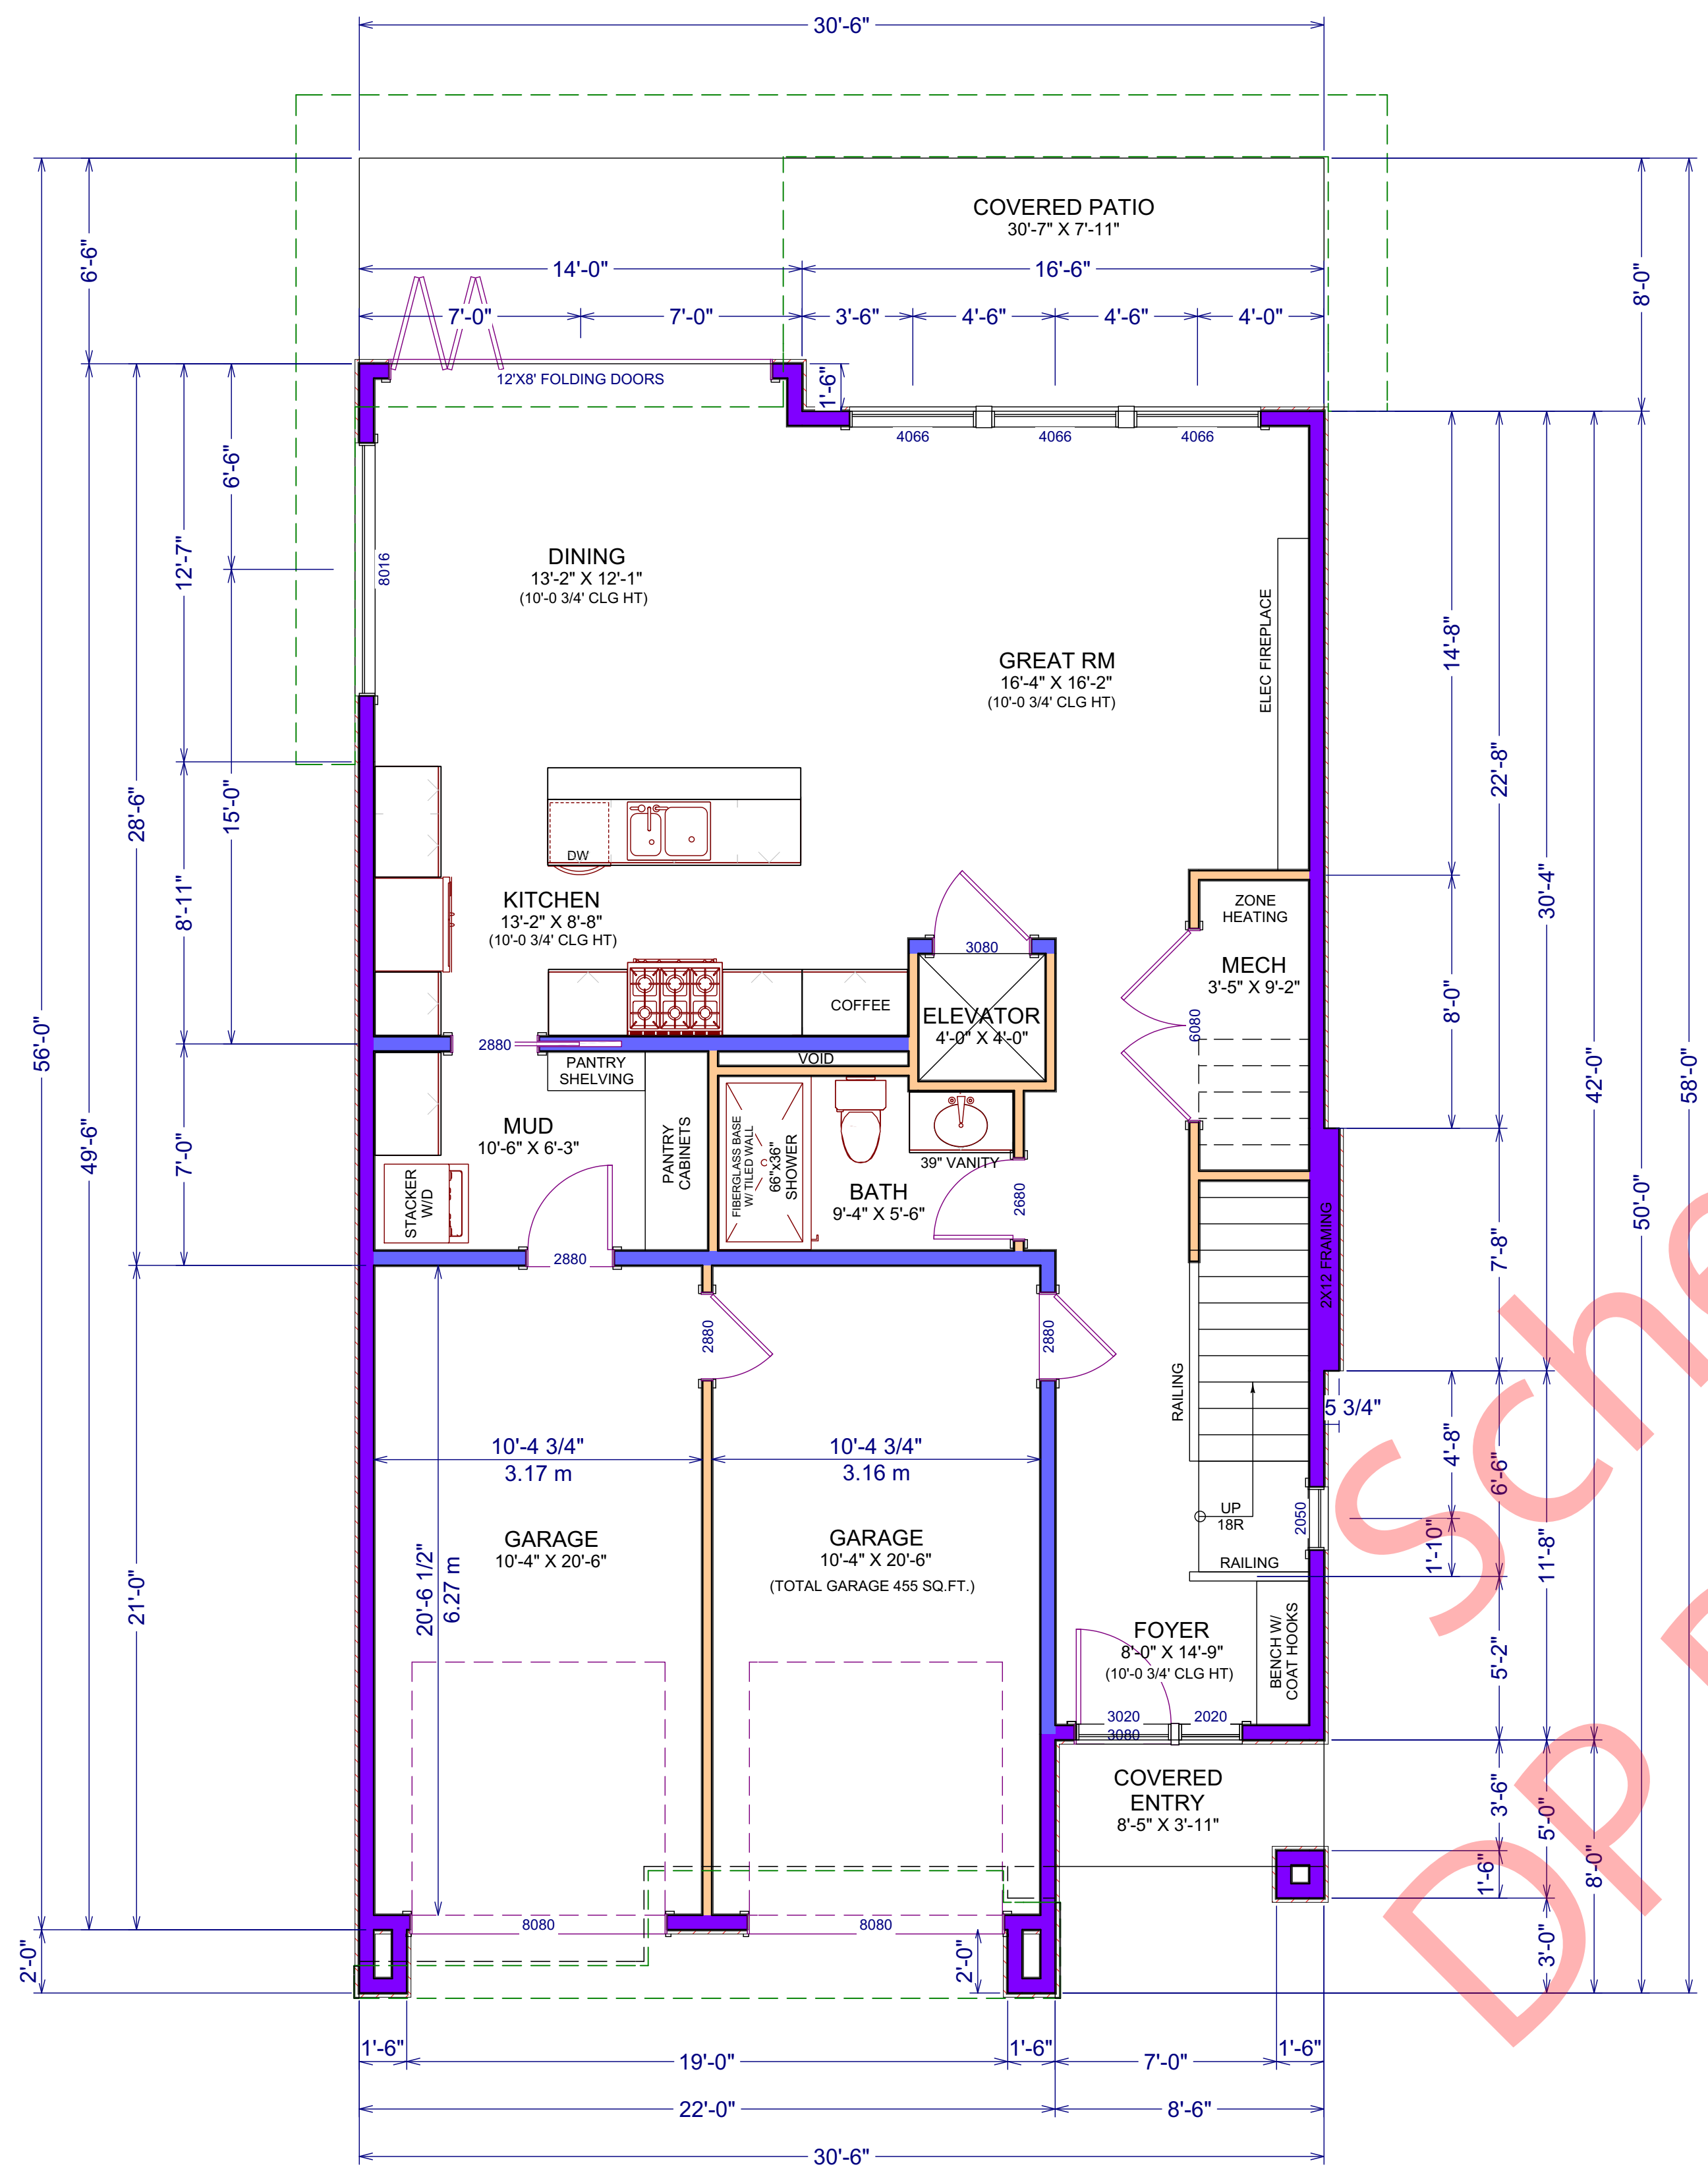 30'-6"
COVERED PATIO
30'-7" X 7'-11"
6'-6"
8'-0"
14'-0"
16'-6"
7'-0"
7'-0"
3'-6"
4'-6"
4'-6"
4'-0"
12'X8' FOLDING DOORS
1'-6"
4066
4066
4066
6'-6"
12'-7"
8016
DINING
13'-2" X 12'-1"
(10'-0 3/4' CLG HT)
ELEC FIREPLACE
14'-8"
GREAT RM
16'-4" X 16'-2"
(10'-0 3/4' CLG HT)
22'-8"
28'-6"
15'-0"
DW
8'-11"
KITCHEN
13'-2" X 8'-8"
(10'-0 3/4' CLG HT)
ZONE
HEATING
30'-4"
3080
MECH
3'-5" X 9'-2"
8'-0"
COFFEE
ELEVATOR
4'-0" X 4'-0"
6080
56'-0"
2880
VOID
PANTRY
SHELVING
42'-0"
58'-0"
49'-6"
7'-0"
MUD
10'-6" X 6'-3"
PANTRY
CABINETS
FIBERGLASS BASE
W/ TILED WALL
66"x36"
SHOWER
39" VANITY
BATH
9'-4" X 5'-6"
2680
STACKER
W/D
50'-0"
7'-8"
2X12 FRAMING
2880
2880
2880
RAILING
5 3/4"
10'-4 3/4"
3.17 m
10'-4 3/4"
3.16 m
4'-8"
6'-6"
GARAGE
10'-4" X 20'-6"
GARAGE
10'-4" X 20'-6"
(TOTAL GARAGE 455 SQ.FT.)
UP
18R
2050
1'-10"
11'-8"
RAILING
20'-6 1/2"
6.27 m
21'-0"
FOYER
8'-0" X 14'-9"
(10'-0 3/4' CLG HT)
BENCH W/
COAT HOOKS
5'-2"
3020
2020
3080
COVERED
ENTRY
8'-5" X 3'-11"
3'-6"
5'-0"
1'-6"
8'-0"
8080
8080
2'-0"
2'-0"
3'-0"
1'-6"
19'-0"
1'-6"
7'-0"
1'-6"
22'-0"
8'-6"
30'-6"
Sche
DP